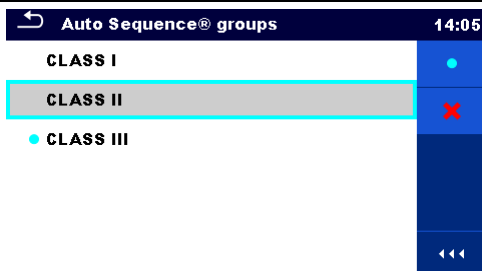 Auto Sequence® groups 14:05
CLASS I
CLASS II
CLASS III